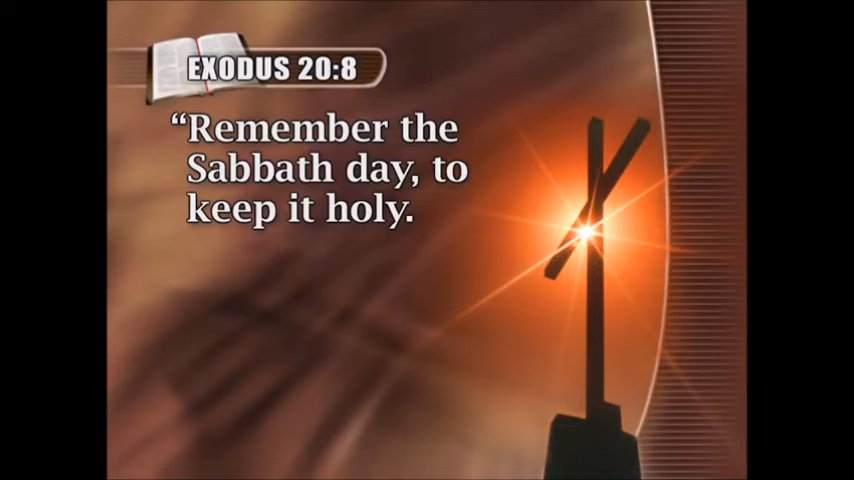 EXODUS 20:8
“Remember the
Sabbath day, to
keep it holy.